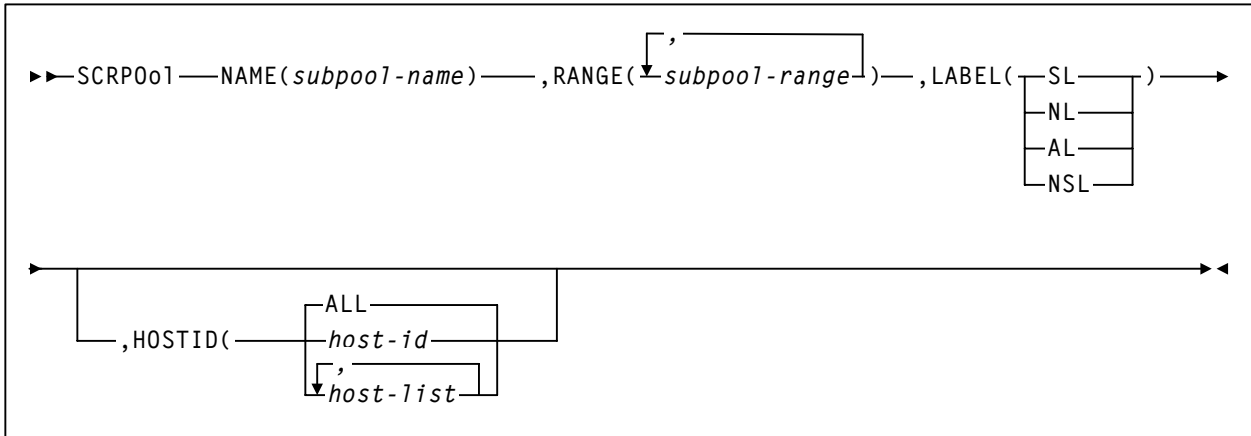 ,
SCRPOol NAME(subpool-name) ,RANGE( subpool-range ) ,LABEL( SL )
NL
AL
NSL
ALL
,HOSTID( host-id
,
host-list